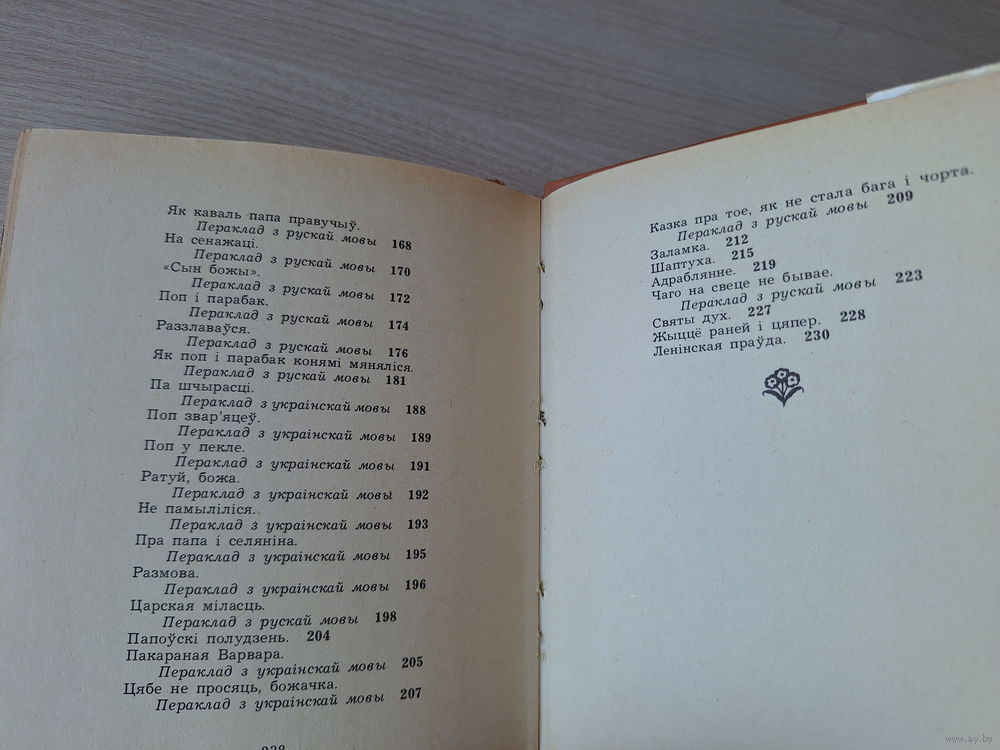 Як каваль папа правучыў.
Пераклад з рускай мовы 168
На сенажаці.
Пераклад з рускай мовы 170
«Сын божы».
Пераклад з рускай мовы 172
Поп і парабак.
Пераклад з рускай мовы 174
Раззлаваўся.
Пераклад з рускай мовы 176
Як поп і парабак конямі мяняліся.
Пераклад з рускай мовы 181
Па шчырасці.
Пераклад з украінскай мовы 188
Поп звар'яцеў.
Пераклад з украінскай мовы 189
Поп у пекле.
Пераклад з украінскай мовы 191
Ратуй, божа.
Пераклад з украінскай мовы 192
Не памыліліся.
Пераклад з украінскай мовы 193
Пра папа і селяніна.
Пераклад з украінскай мовы 195
Размова.
Пераклад з украінскай мовы 196
Царская міласць.
Пераклад з рускай мовы 198
Папоўскі полудзень. 204
Пакараная Варвара.
Пераклад з украінскай мовы 205
Цябе не просяць, божачка.
Пераклад з украінскай мовы 207
238
Казка пра тое, як не стала бага і чорта.
Пераклад з рускай мовы 209
Заламка. 212
Шаптуха. 215
Адраблянне. 219
Чаго на свеце не бывае.
Пераклад з рускай мовы 223
Святы дух. 227
Жыццё раней і цяпер. 228
Ленінская праўда. 230
www.ay.by